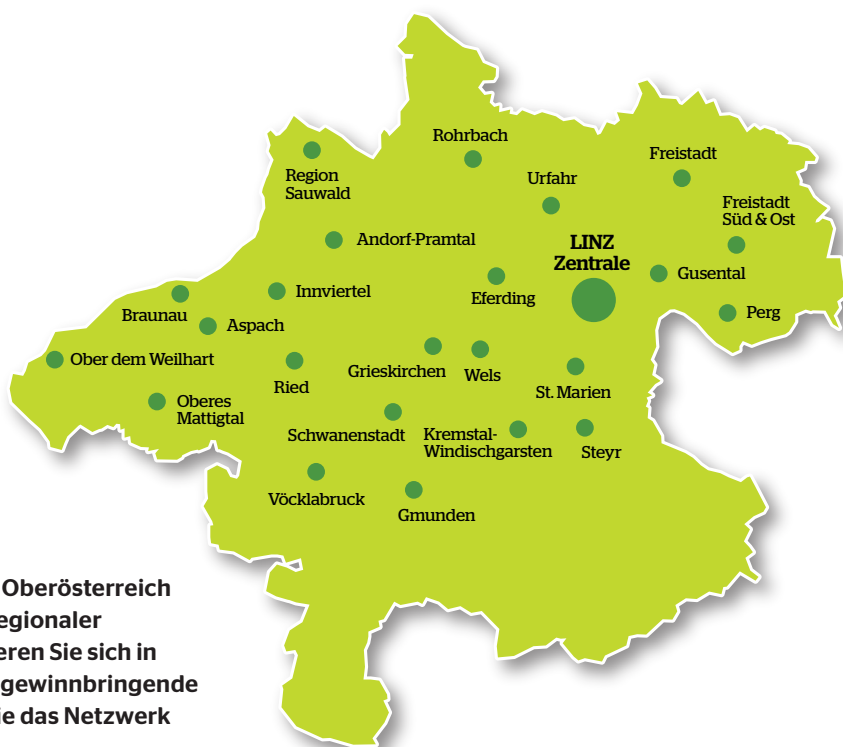 Rohrbach
Freistadt
Region
Sauwald
Urfahr
Freistadt
Süd & Ost
Andorf-Pramtal
LINZ
Zentrale
Gusental
Innviertel
Eferding
Braunau
Aspach
Perg
Ober dem Weilhart
Ried
Grieskirchen
Wels
St. Marien
Oberes
Mattigtal
Schwanenstadt
Kremstal-
Windischgarsten
Steyr
Vöcklabruck
Gmunden
Oberösterreich
egionaler
eren Sie sich in
gewinnbringende
ie das Netzwerk